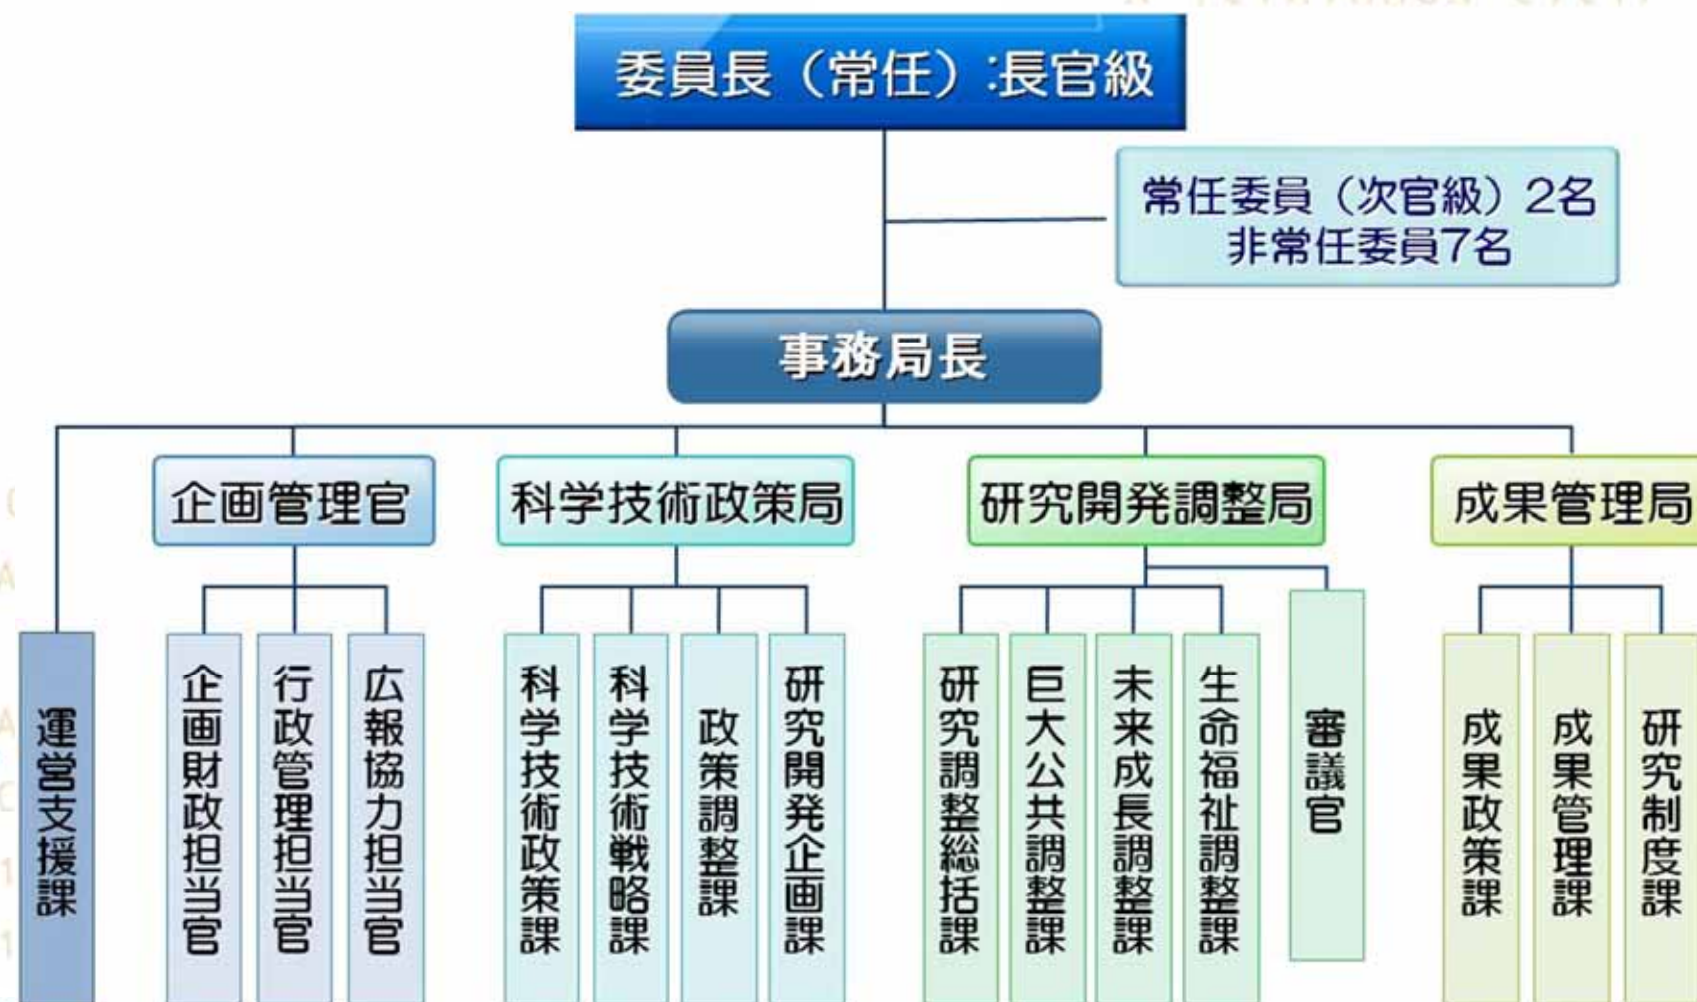 委員長（常任）:長官級
常任委員（次官級）2名
非常任委員7名
事務局長
企画管理官
科学技術政策局
研究開発調整局
成果管理局
運営支援課
企画財政担当官
行政管理担当官
広報協力担当官
科学技術政策課
科学技術戦略課
政策調整課
研究開発企画課
研究調整総括課
巨大公共調整課
未来成長調整課
生命福祉調整課
審議官
成果政策課
成果管理課
研究制度課